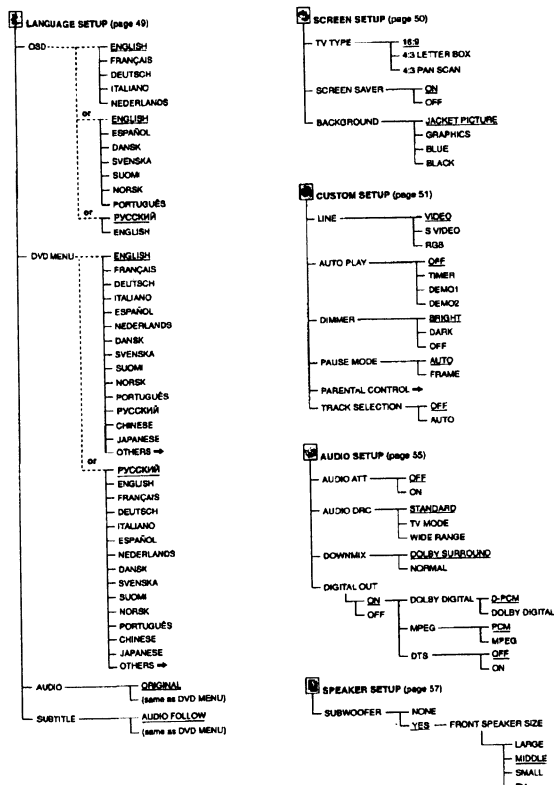 LANGUAGE SETUP (page 49)
OSD
ENGLISH
FRANÇAIS
DEUTSCH
ITALIANO
NEDERLANDS
or
ENGLISH
ESPAÑOL
DANSK
SVENSKA
SUOMI
NORSK
PORTUGUÊS
or
РУССКИЙ
ENGLISH
DVD MENU
ENGLISH
FRANÇAIS
DEUTSCH
ITALIANO
ESPAÑOL
NEDERLANDS
DANSK
SVENSKA
SUOMI
NORSK
PORTUGUÊS
РУССКИЙ
CHINESE
JAPANESE
OTHERS ➔
or
РУССКИЙ
ENGLISH
FRANÇAIS
DEUTSCH
ITALIANO
ESPAÑOL
NEDERLANDS
DANSK
SVENSKA
SUOMI
NORSK
PORTUGUÊS
CHINESE
JAPANESE
OTHERS ➔
AUDIO
ORIGINAL
(same as DVD MENU)
SUBTITLE
AUDIO FOLLOW
(same as DVD MENU)
SCREEN SETUP (page 50)
TV TYPE
16:9
4:3 LETTER BOX
4:3 PAN SCAN
SCREEN SAVER
ON
OFF
BACKGROUND
JACKET PICTURE
GRAPHICS
BLUE
BLACK
CUSTOM SETUP (page 51)
LINE
VIDEO
S VIDEO
RGB
AUTO PLAY
OFF
TIMER
DEMO1
DEMO2
DIMMER
BRIGHT
DARK
OFF
PAUSE MODE
AUTO
FRAME
PARENTAL CONTROL ➔
TRACK SELECTION
OFF
AUTO
AUDIO SETUP (page 55)
AUDIO ATT
OFF
ON
AUDIO DRC
STANDARD
TV MODE
WIDE RANGE
DOWNMIX
DOLBY SURROUND
NORMAL
DIGITAL OUT
ON
OFF
DOLBY DIGITAL
D-PCM
DOLBY DIGITAL
MPEG
PCM
MPEG
DTS
OFF
ON
SPEAKER SETUP (page 57)
SUBWOOFER
NONE
YES
FRONT SPEAKER SIZE
LARGE
MIDDLE
SMALL